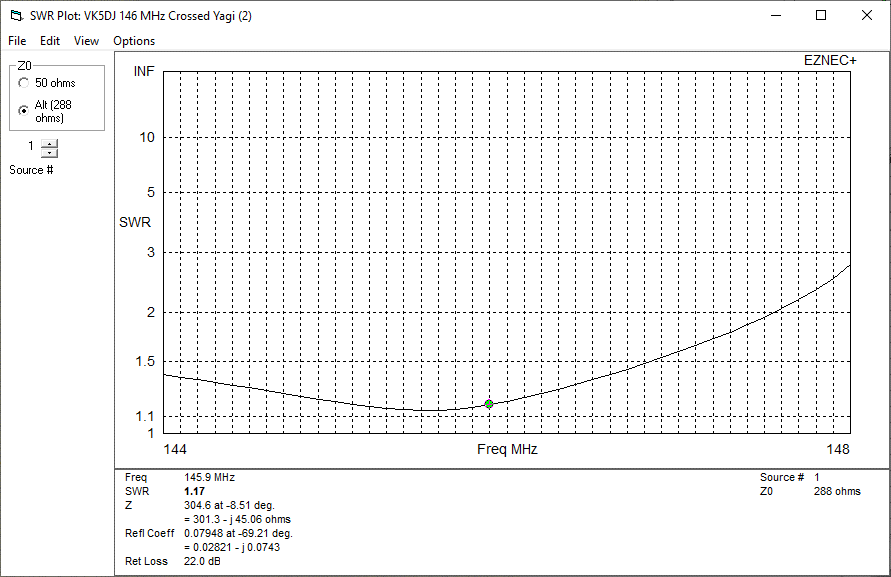 SWR Plot: VK5DJ 146 MHz Crossed Yagi (2)
File Edit View Options
Z0
50 ohms
Alt (288
ohms)
1
Source #
EZNEC+
INF
10
5
SWR
3
2
1.5
1.1
1
144 Freq MHz 148
Freq 145.9 MHz Source # 1
SWR 1.17 Z0 288 ohms
Z 304.6 at -8.51 deg.
= 301.3 - j 45.06 ohms
Refl Coeff 0.07948 at -69.21 deg.
= 0.02821 - j 0.0743
Ret Loss 22.0 dB